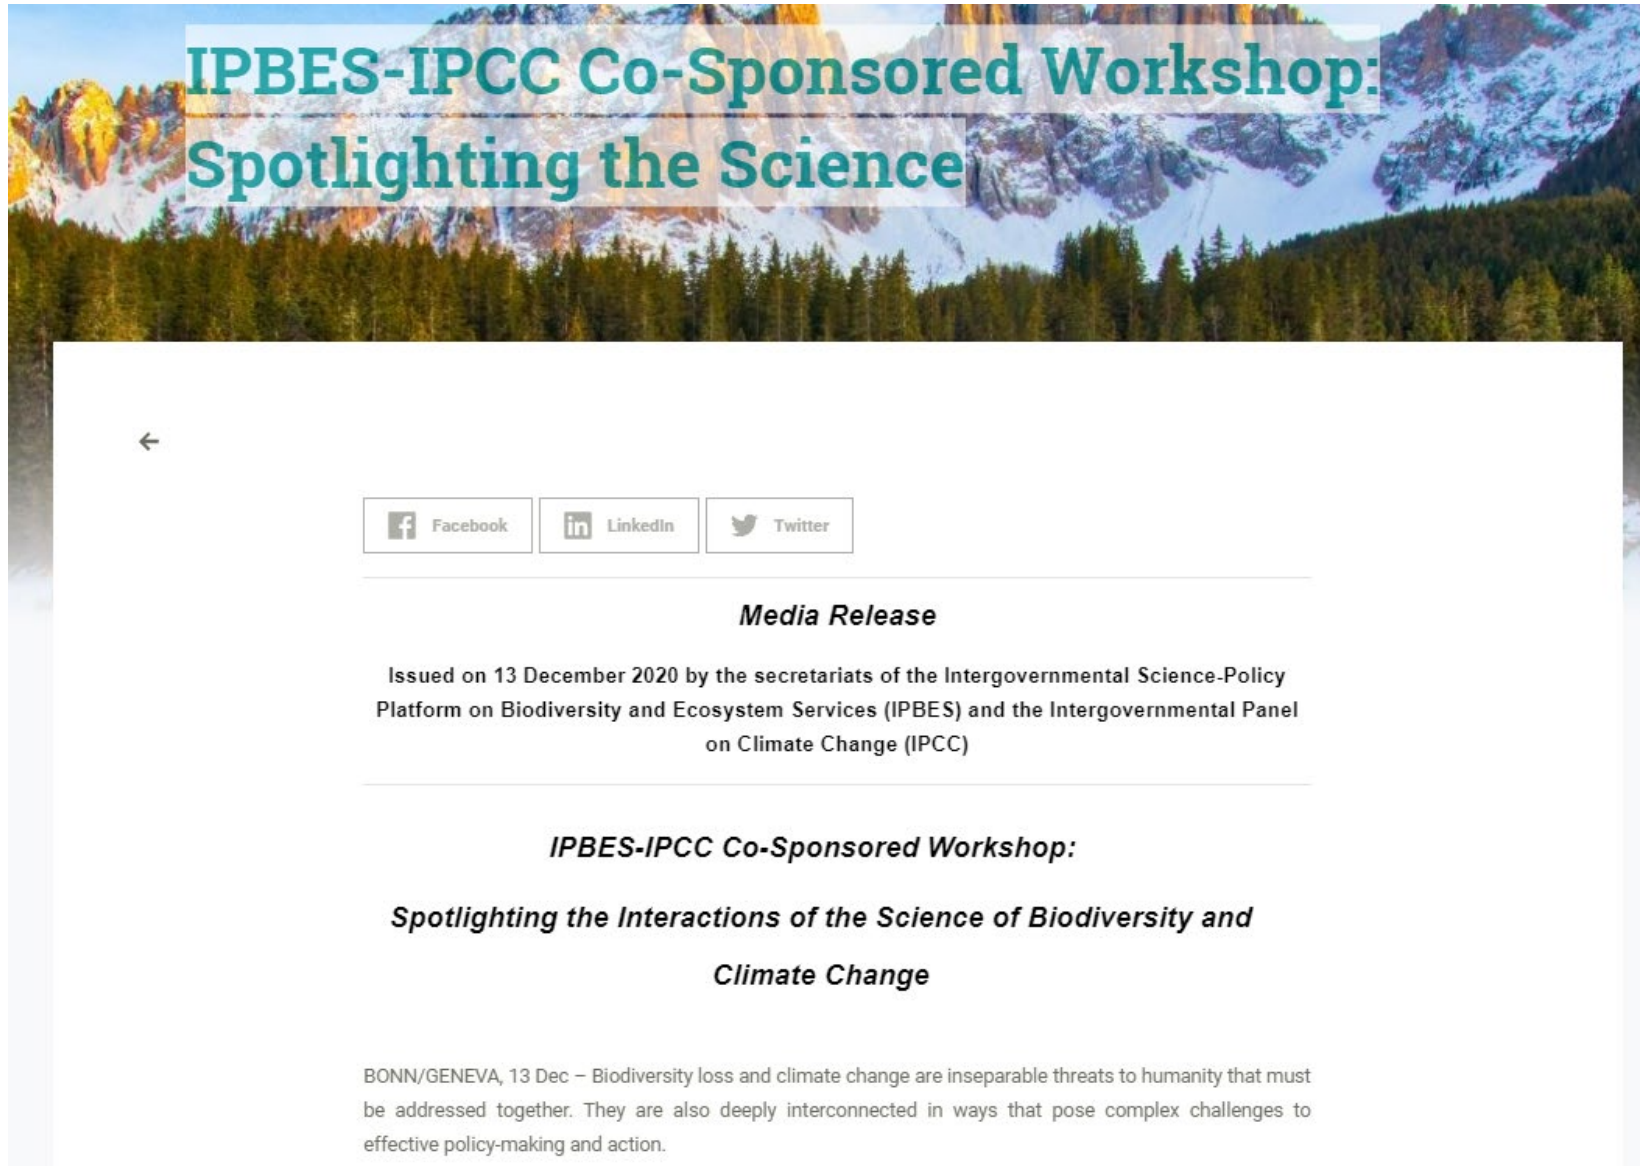 IPBES-IPCC Co-Sponsored Workshop:
Spotlighting the Science
Facebook
LinkedIn
Twitter
Media Release
Issued on 13 December 2020 by the secretariats of the Intergovernmental Science-Policy
Platform on Biodiversity and Ecosystem Services (IPBES) and the Intergovernmental Panel
on Climate Change (IPCC)
IPBES-IPCC Co-Sponsored Workshop:
Spotlighting the Interactions of the Science of Biodiversity and
Climate Change
BONN/GENEVA, 13 Dec – Biodiversity loss and climate change are inseparable threats to humanity that must
be addressed together. They are also deeply interconnected in ways that pose complex challenges to
effective policy-making and action.